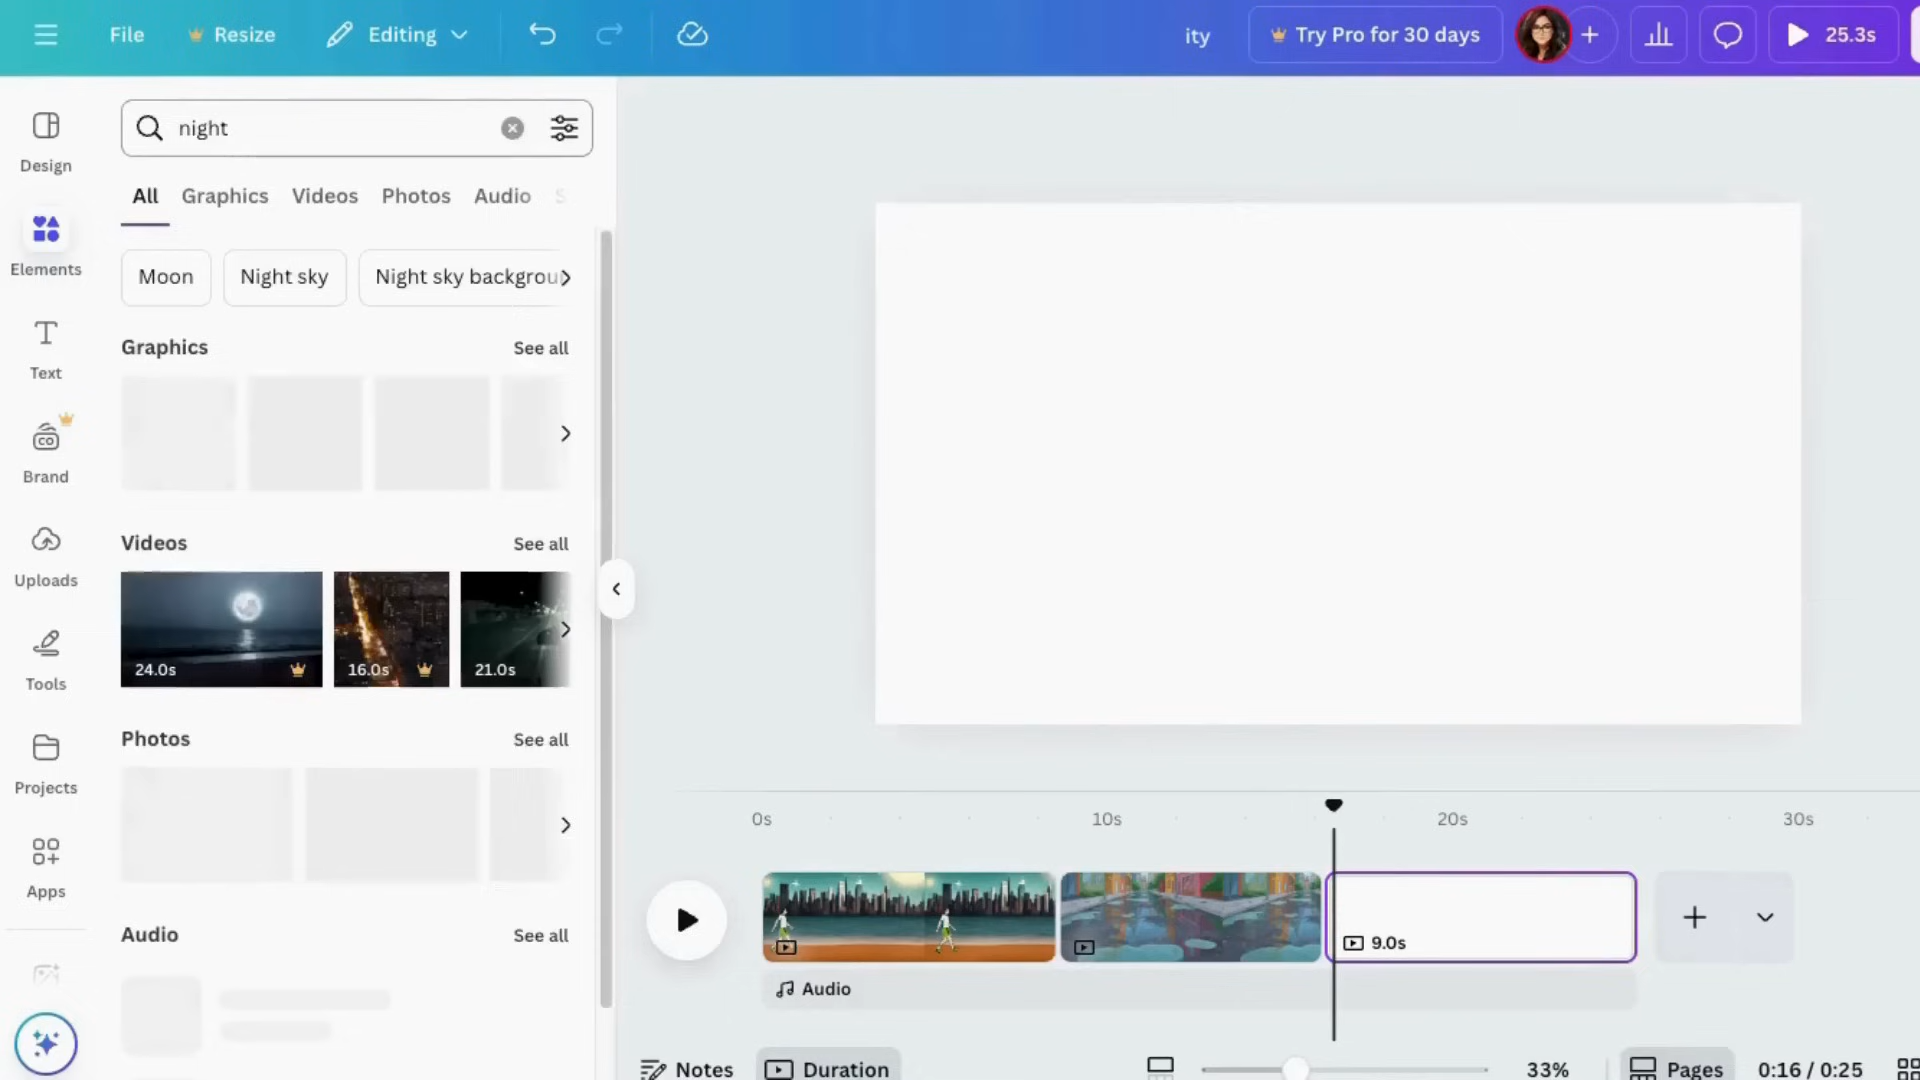 File
Resize
Editing
ity
Try Pro for 30 days
25.3s
Design
Elements
Text
Brand
CO
Uploads
Tools
Projects
Apps
night
All
Graphics
Videos
Photos
Audio
Moon
Night sky
Night sky backgrou
Graphics
See all
Videos
See all
24.0s
16.0s
21.0s
Photos
See all
Audio
See all
0s
10s
20s
30s
9.0s
Audio
Notes
Duration
33%
Pages
0:16 / 0:25